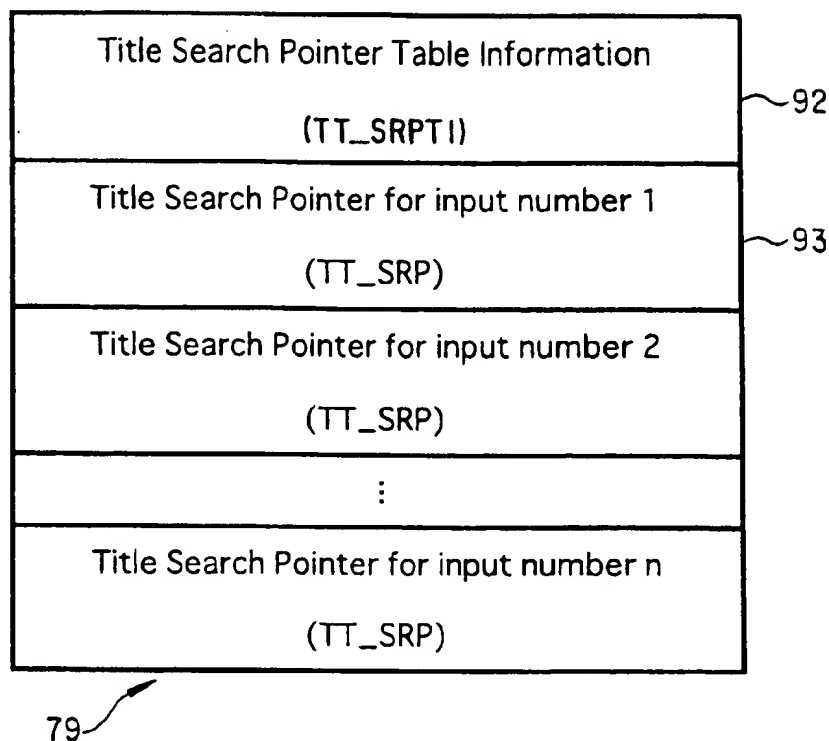 Title Search Pointer Table Information
(TT_SRPTI)
92
Title Search Pointer for input number 1
(TT_SRP)
93
Title Search Pointer for input number 2
(TT_SRP)
⋮
Title Search Pointer for input number n
(TT_SRP)
79